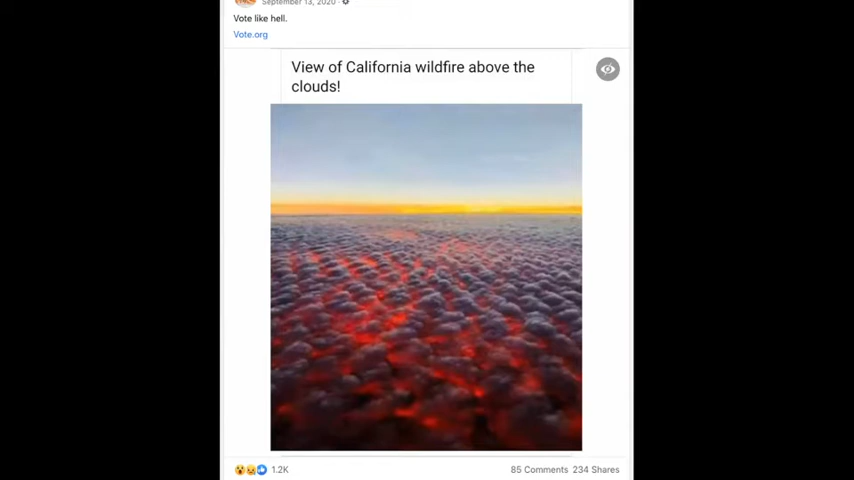 September 13, 2020 ·
Vote like hell.
Vote.org
View of California wildfire above the
clouds!
1.2K
85 Comments 234 Shares